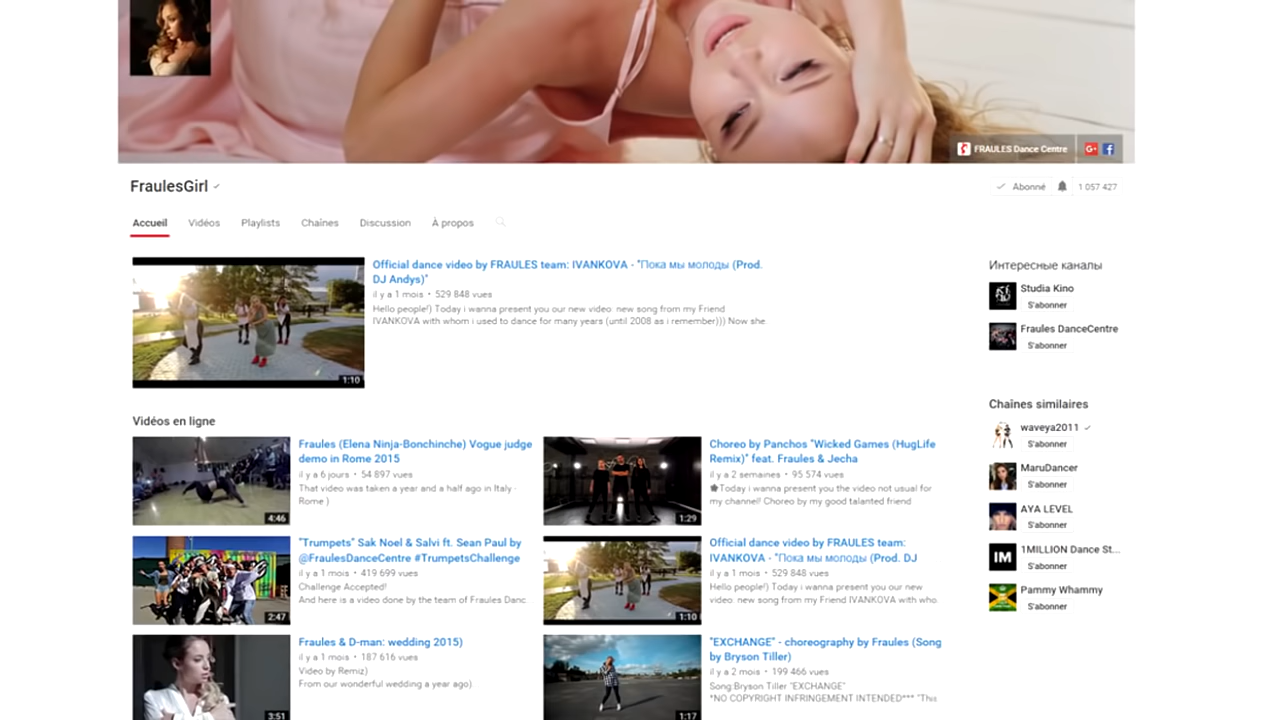 FRAULES Dance Centre
G+ f
FraulesGirl
Abonné 1 057 427
Accueil Vidéos Playlists Chaînes Discussion À propos
Official dance video by FRAULES team: IVANKOVA - "Пока мы молоды (Prod.
DJ Andys)"
il y a 1 mois • 529 848 vues
Hello people!) Today i wanna present you our new video: new song from my Friend
IVANKOVA with whom i used to dance for many years (until 2008 as i remember))) Now she
1:10
Vidéos en ligne
Fraules (Elena Ninja-Bonchinche) Vogue judge
demo in Rome 2015
il y a 6 jours • 54 897 vues
That video was taken a year and a half ago in Italy -
Rome )
4:46
Choreo by Panchos "Wicked Games (HugLife
Remix)" feat. Fraules & Jecha
il y a 2 semaines • 95 574 vues
Today i wanna present you the video not usual for
my channel! Choreo by my good talanted friend
1:29
"Trumpets" Sak Noel & Salvi ft. Sean Paul by
@FraulesDanceCentre #TrumpetsChallenge
il y a 1 mois • 419 699 vues
Challenge Accepted!
And here is a video done by the team of Fraules Danc.
2:47
Official dance video by FRAULES team:
IVANKOVA - "Пока мы молоды (Prod. DJ
il y a 1 mois • 529 848 vues
Hello people!) Today i wanna present you our new
video: new song from my Friend IVANKOVA with who.
1:10
Fraules & D-man: wedding 2015)
il y a 1 mois • 187 616 vues
Video by Remiz)
From our wonderful wedding a year ago)
3:51
"EXCHANGE" - choreography by Fraules (Song
by Bryson Tiller)
il y a 2 mois • 199 466 vues
Song:Bryson Tiller "EXCHANGE"
*NO COPYRIGHT INFRINGEMENT INTENDED*** "This
1:17
Интересные каналы
Studia Kino
S'abonner
Fraules DanceCentre
S'abonner
Chaînes similaires
waveya2011
S'abonner
MaruDancer
S'abonner
AYA LEVEL
S'abonner
IM
1MILLION Dance St...
S'abonner
Pammy Whammy
S'abonner